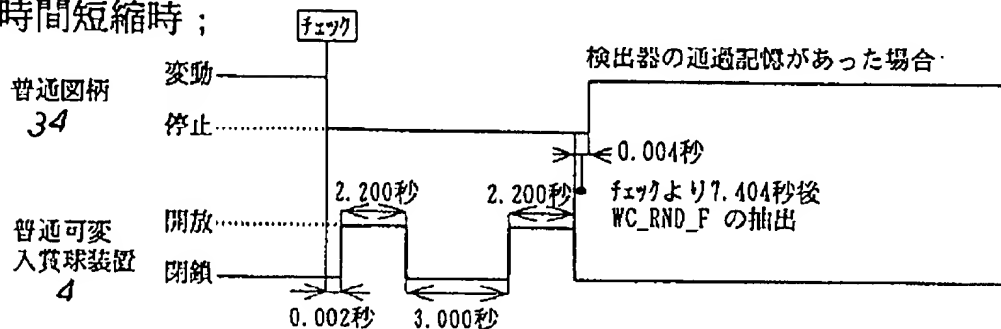 時間短縮時；
チェック
検出器の通過記憶があった場合
変動
普通図柄
34
停止
0.004秒
2.200秒
2.200秒
チェックより7.404秒後
WC_RND_F の抽出
開放
普通可変
入賞球装置
4
閉鎖
0.002秒
3.000秒